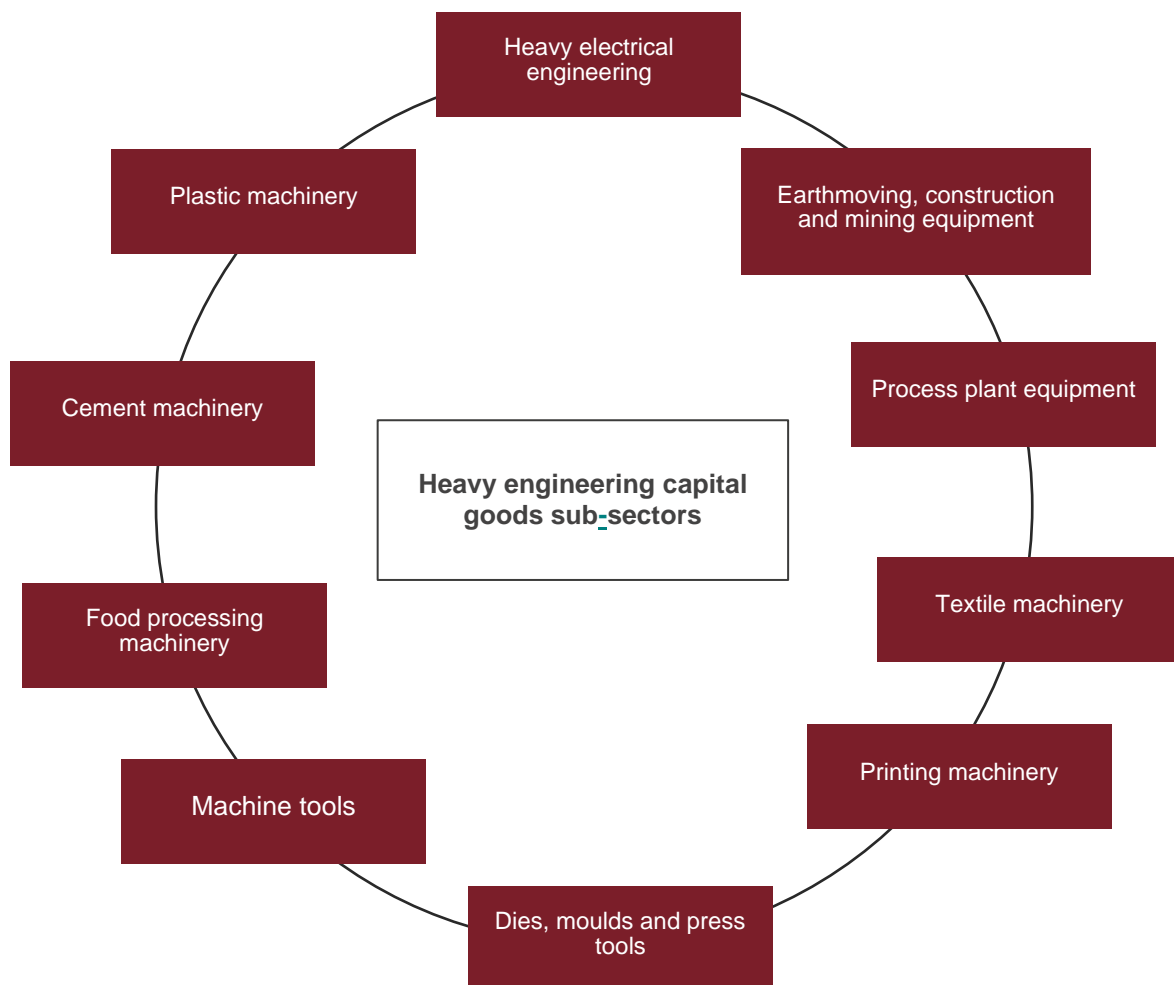 Heavy electrical
engineering
Plastic machinery
Earthmoving, construction
and mining equipment
Cement machinery
Process plant equipment
Heavy engineering capital
goods sub-sectors
Food processing
machinery
Textile machinery
Machine tools
Printing machinery
Dies, moulds and press
tools